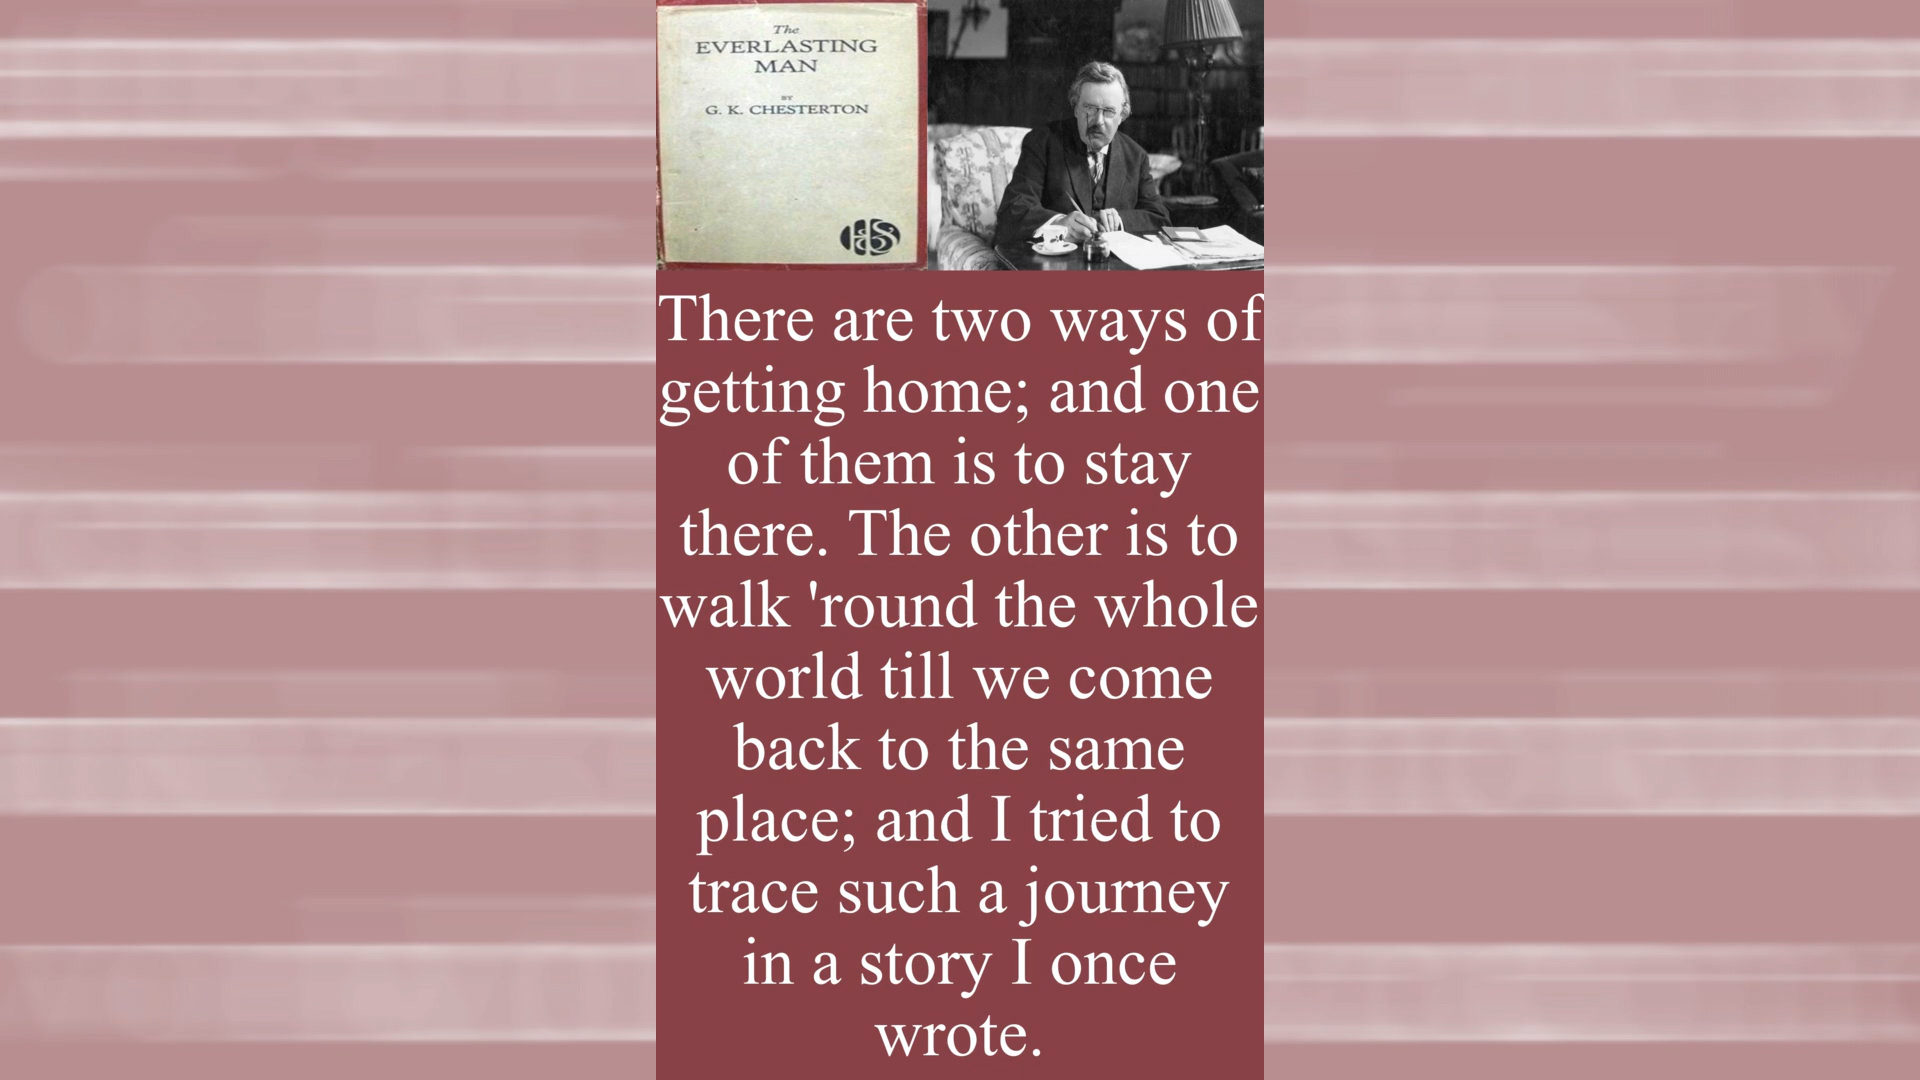 The
EVERLASTING
MAN
BY
G. K. CHESTERTON
There are two ways of
getting home; and one
of them is to stay
there. The other is to
walk 'round the whole
world till we come
back to the same
place; and I tried to
trace such a journey
in a story I once
wrote.